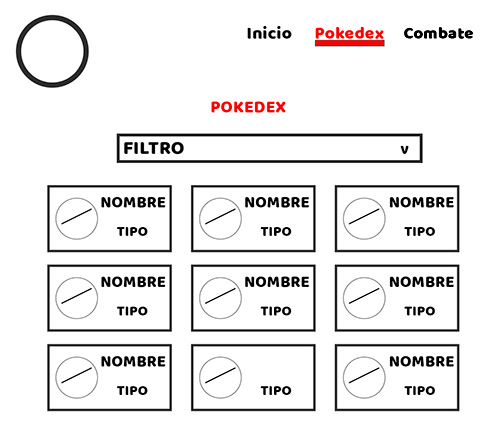 Inicio Pokedex Combate
POKEDEX
FILTRO v
NOMBRE NOMBRE NOMBRE
TIPO TIPO TIPO
NOMBRE NOMBRE NOMBRE
TIPO TIPO TIPO
NOMBRE NOMBRE
TIPO TIPO TIPO